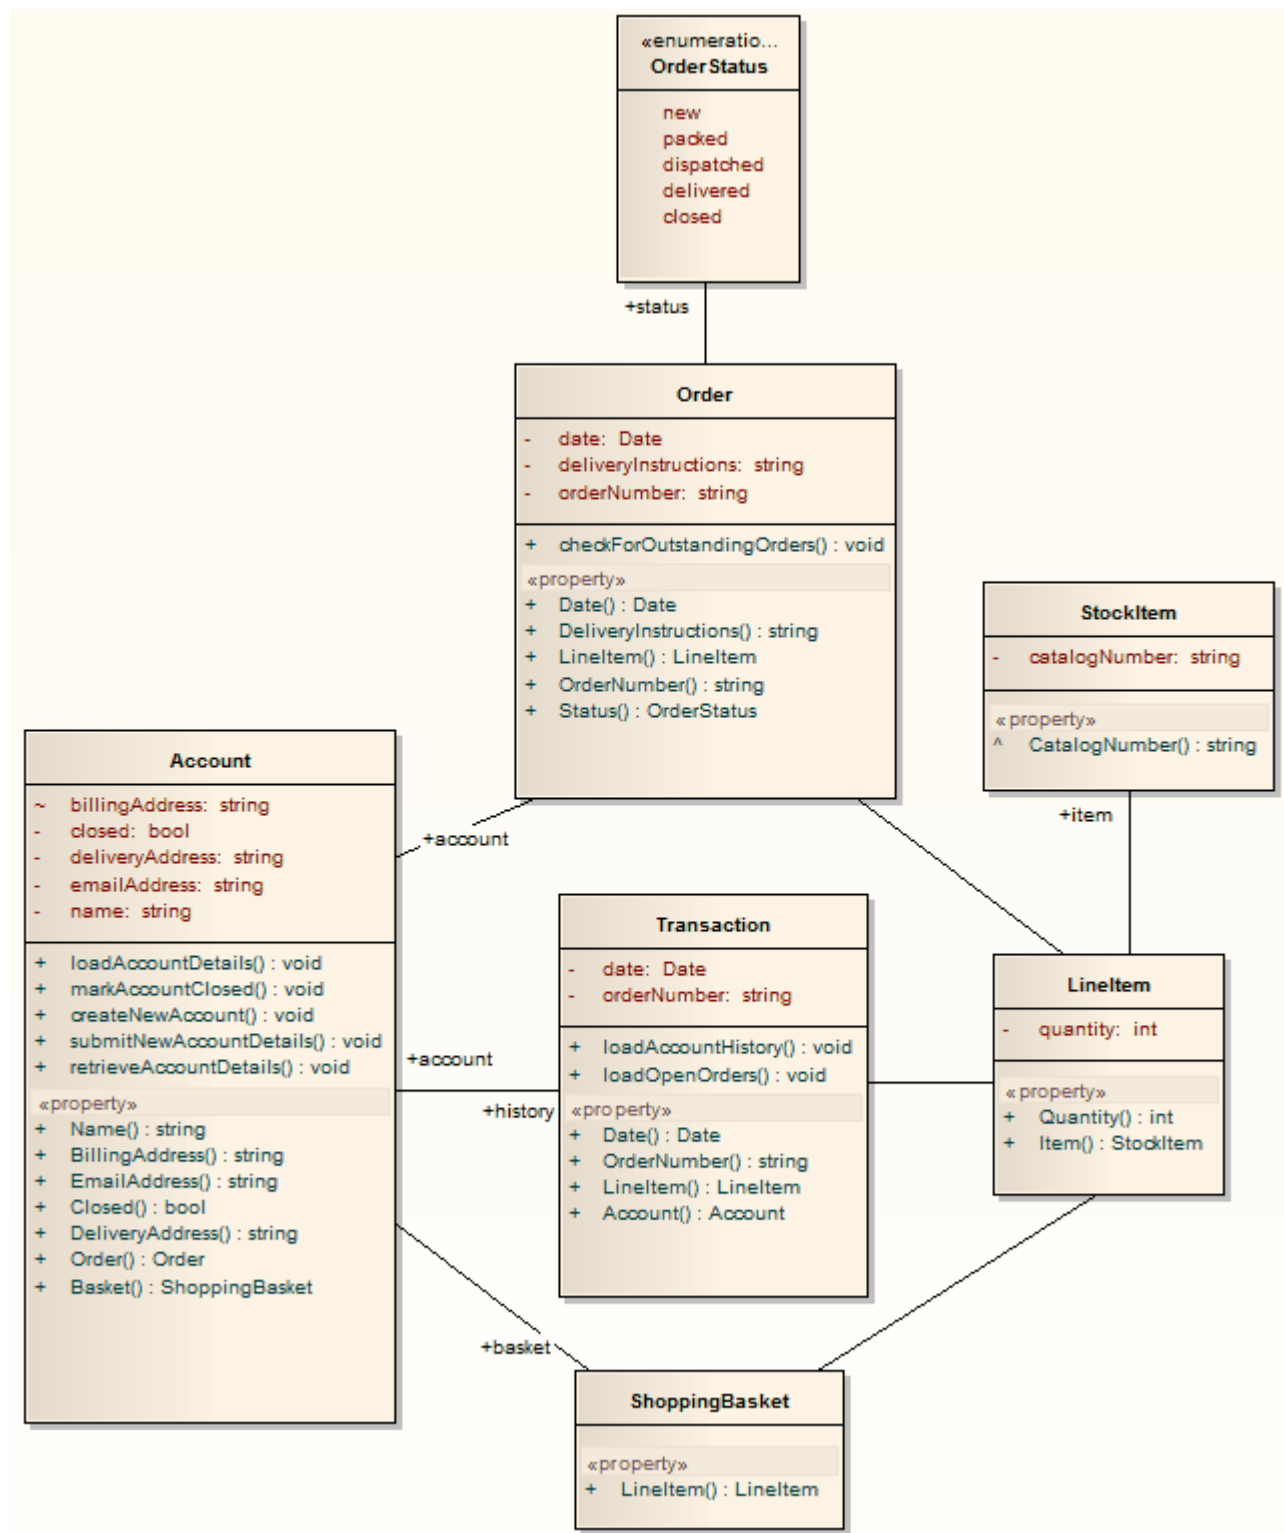 «enumeratio...
OrderStatus
new
packed
dispatched
delivered
closed
+status
Order
- date: Date
- deliveryInstructions: string
- orderNumber: string
+ checkForOutstandingOrders() : void
«property»
+ Date() : Date
+ DeliveryInstructions() : string
+ LineItem() : LineItem
+ OrderNumber() : string
+ Status() : OrderStatus
StockItem
- catalogNumber: string
«property»
^ CatalogNumber() : string
+item
Account
~ billingAddress: string
- closed: bool
- deliveryAddress: string
- emailAddress: string
- name: string
+ loadAccountDetails() : void
+ markAccountClosed() : void
+ createNewAccount() : void
+ submitNewAccountDetails() : void
+ retrieveAccountDetails() : void
«property»
+ Name() : string
+ BillingAddress() : string
+ EmailAddress() : string
+ Closed() : bool
+ DeliveryAddress() : string
+ Order() : Order
+ Basket() : ShoppingBasket
+account
+account
+history
Transaction
- date: Date
- orderNumber: string
+ loadAccountHistory() : void
+ loadOpenOrders() : void
«property»
+ Date() : Date
+ OrderNumber() : string
+ LineItem() : LineItem
+ Account() : Account
LineItem
- quantity: int
«property»
+ Quantity() : int
+ Item() : StockItem
+basket
ShoppingBasket
«property»
+ LineItem() : LineItem